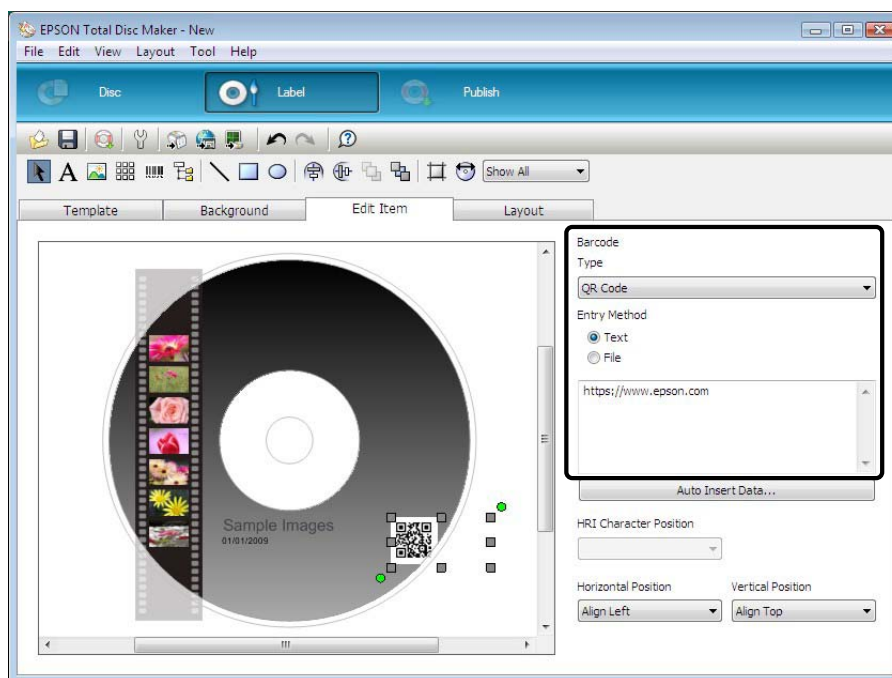 EPSON Total Disc Maker - New
File Edit View Layout Tool Help
Disc Label Publish
Show All
Template Background Edit Item Layout
Barcode
Type
QR Code
Entry Method
Text
File
https://www.epson.com
Auto Insert Data...
HRI Character Position
Horizontal Position Vertical Position
Align Left Align Top
Sample Images
01/01/2009